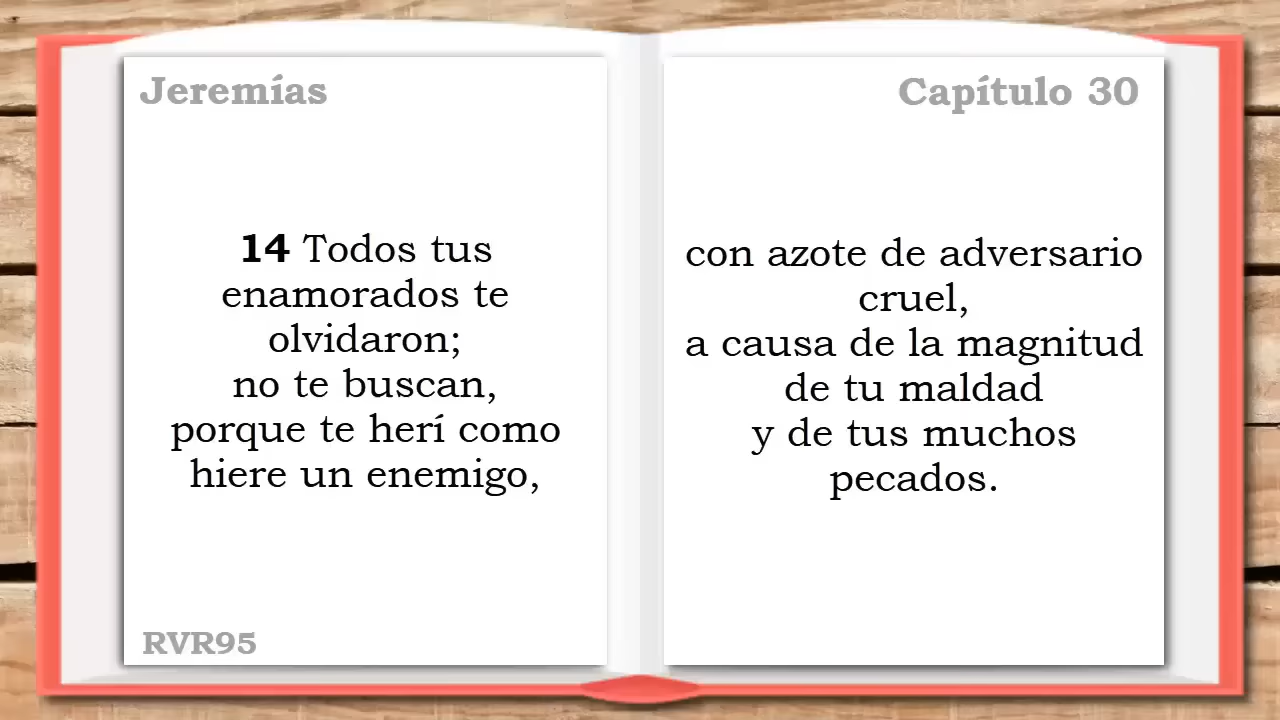 Jeremías
14 Todos tus
enamorados te
olvidaron;
no te buscan,
porque te herí como
hiere un enemigo,
RVR95
Capítulo 30
con azote de adversario
cruel,
a causa de la magnitud
de tu maldad
y de tus muchos
pecados.